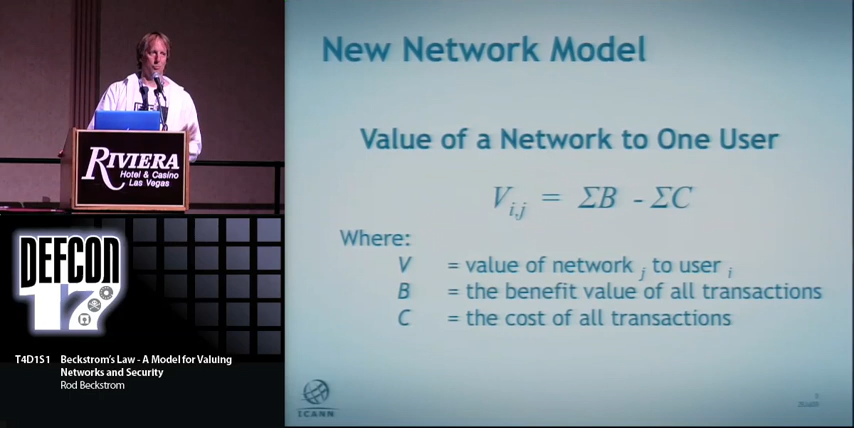 RIVIERA
Hotel & Casino
Las Vegas
DEFCON
17
T4D1S1 Beckstrom's Law - A Model for Valuing
Networks and Security
Rod Beckstrom
New Network Model
Value of a Network to One User
V i,j = ΣB - ΣC
Where:
V = value of network j to user i
B = the benefit value of all transactions
C = the cost of all transactions
ICANN